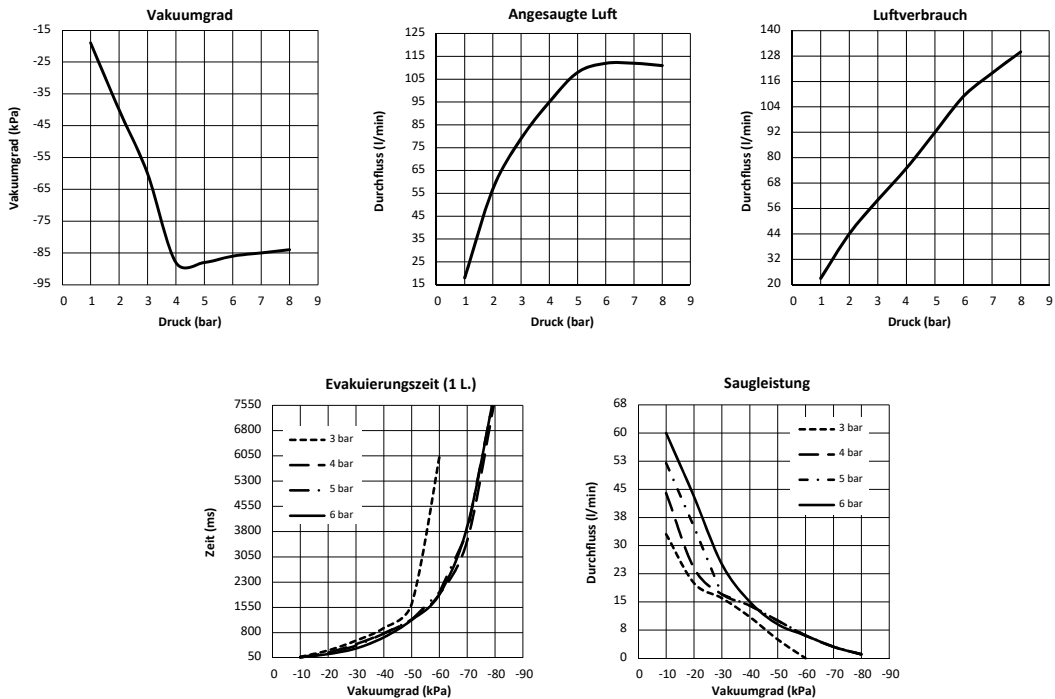 Vakuumgrad
-15
-25
-35
-45
-55
-65
-75
-85
-95
Vakuumgrad (kPa)
0 1 2 3 4 5 6 7 8 9
Druck (bar)
Angesaugte Luft
125
115
105
95
85
75
65
55
45
35
25
15
Durchfluss (l/min)
0 1 2 3 4 5 6 7 8 9
Druck (bar)
Luftverbrauch
140
128
116
104
92
80
68
56
44
32
20
Durchfluss (l/min)
0 1 2 3 4 5 6 7 8 9
Druck (bar)
Evakuierungszeit (1 L.)
7550
6800
6050
5300
4550
3800
3050
2300
1550
800
50
Zeit (ms)
3 bar
4 bar
5 bar
6 bar
0 -10 -20 -30 -40 -50 -60 -70 -80 -90
Vakuumgrad (kPa)
Saugleistung
68
60
53
45
38
30
23
15
8
0
Durchfluss (l/min)
3 bar
4 bar
5 bar
6 bar
0 -10 -20 -30 -40 -50 -60 -70 -80 -90
Vakuumgrad (kPa)